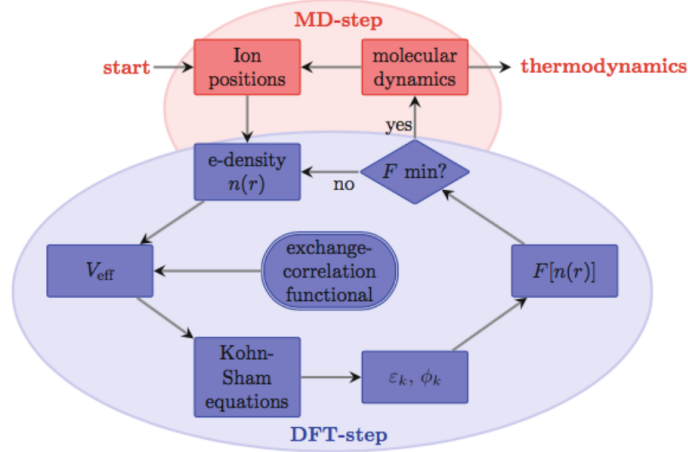 MD-step
start
Ion
positions
molecular
dynamics
thermodynamics
yes
e-density
n(r)
no
F min?
V_eff
exchange-
correlation
functional
F[n(r)]
Kohn-
Sham
equations
ε_k, ϕ_k
DFT-step